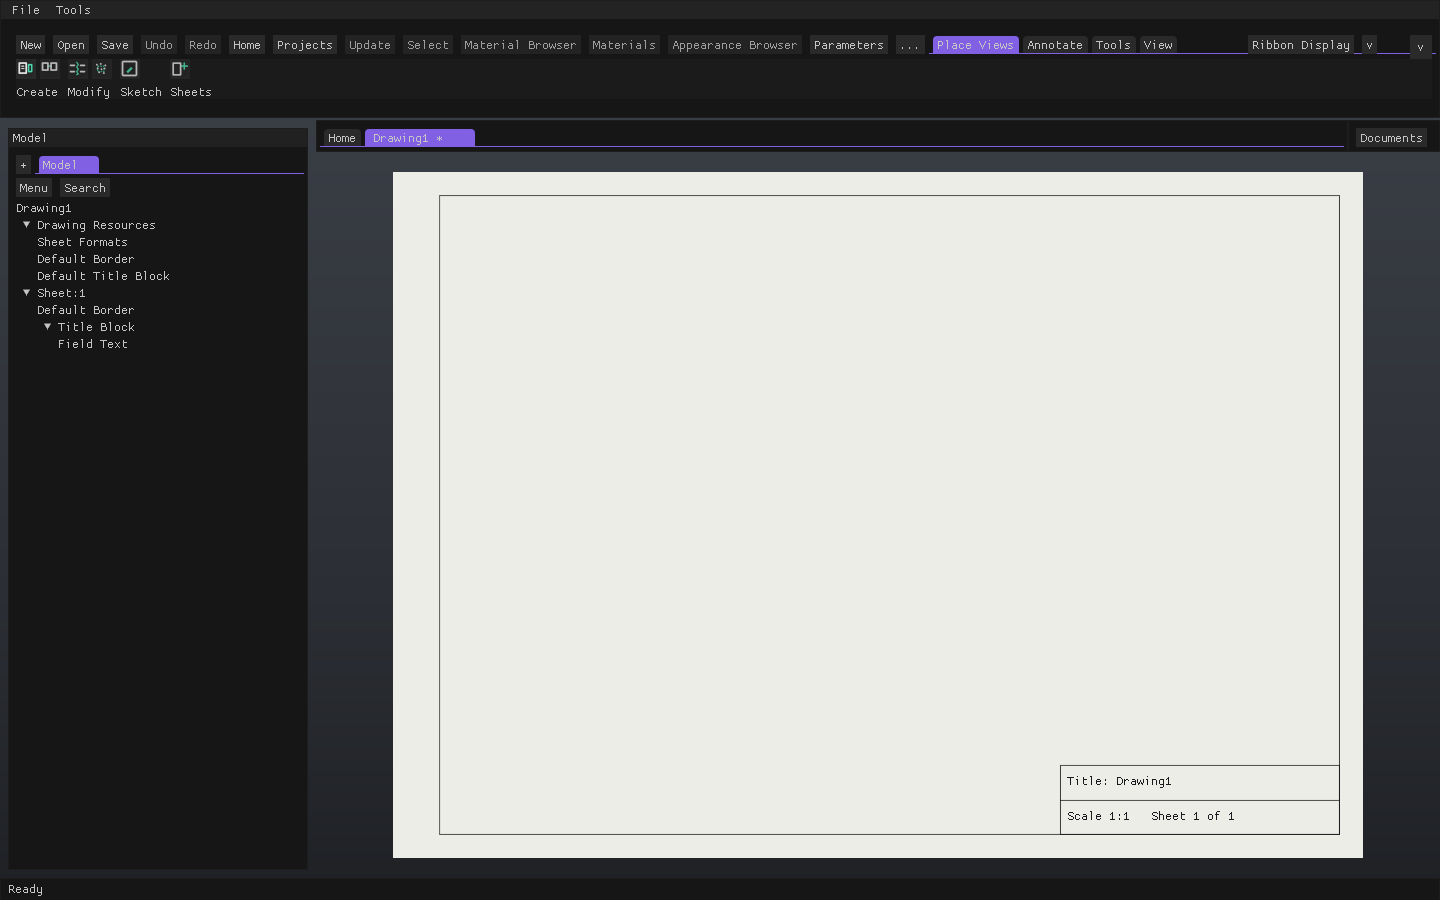 File Tools
New Open Save Undo Redo Home Projects Update Select Material Browser Materials Appearance Browser Parameters ... Place Views Annotate Tools View Ribbon Display v v
Create Modify Sketch Sheets
Model
Home Drawing1 * Documents
+ Model
Menu Search
Drawing1
Drawing Resources
Sheet Formats
Default Border
Default Title Block
Sheet:1
Default Border
Title Block
Field Text
Title: Drawing1
Scale 1:1 Sheet 1 of 1
Ready